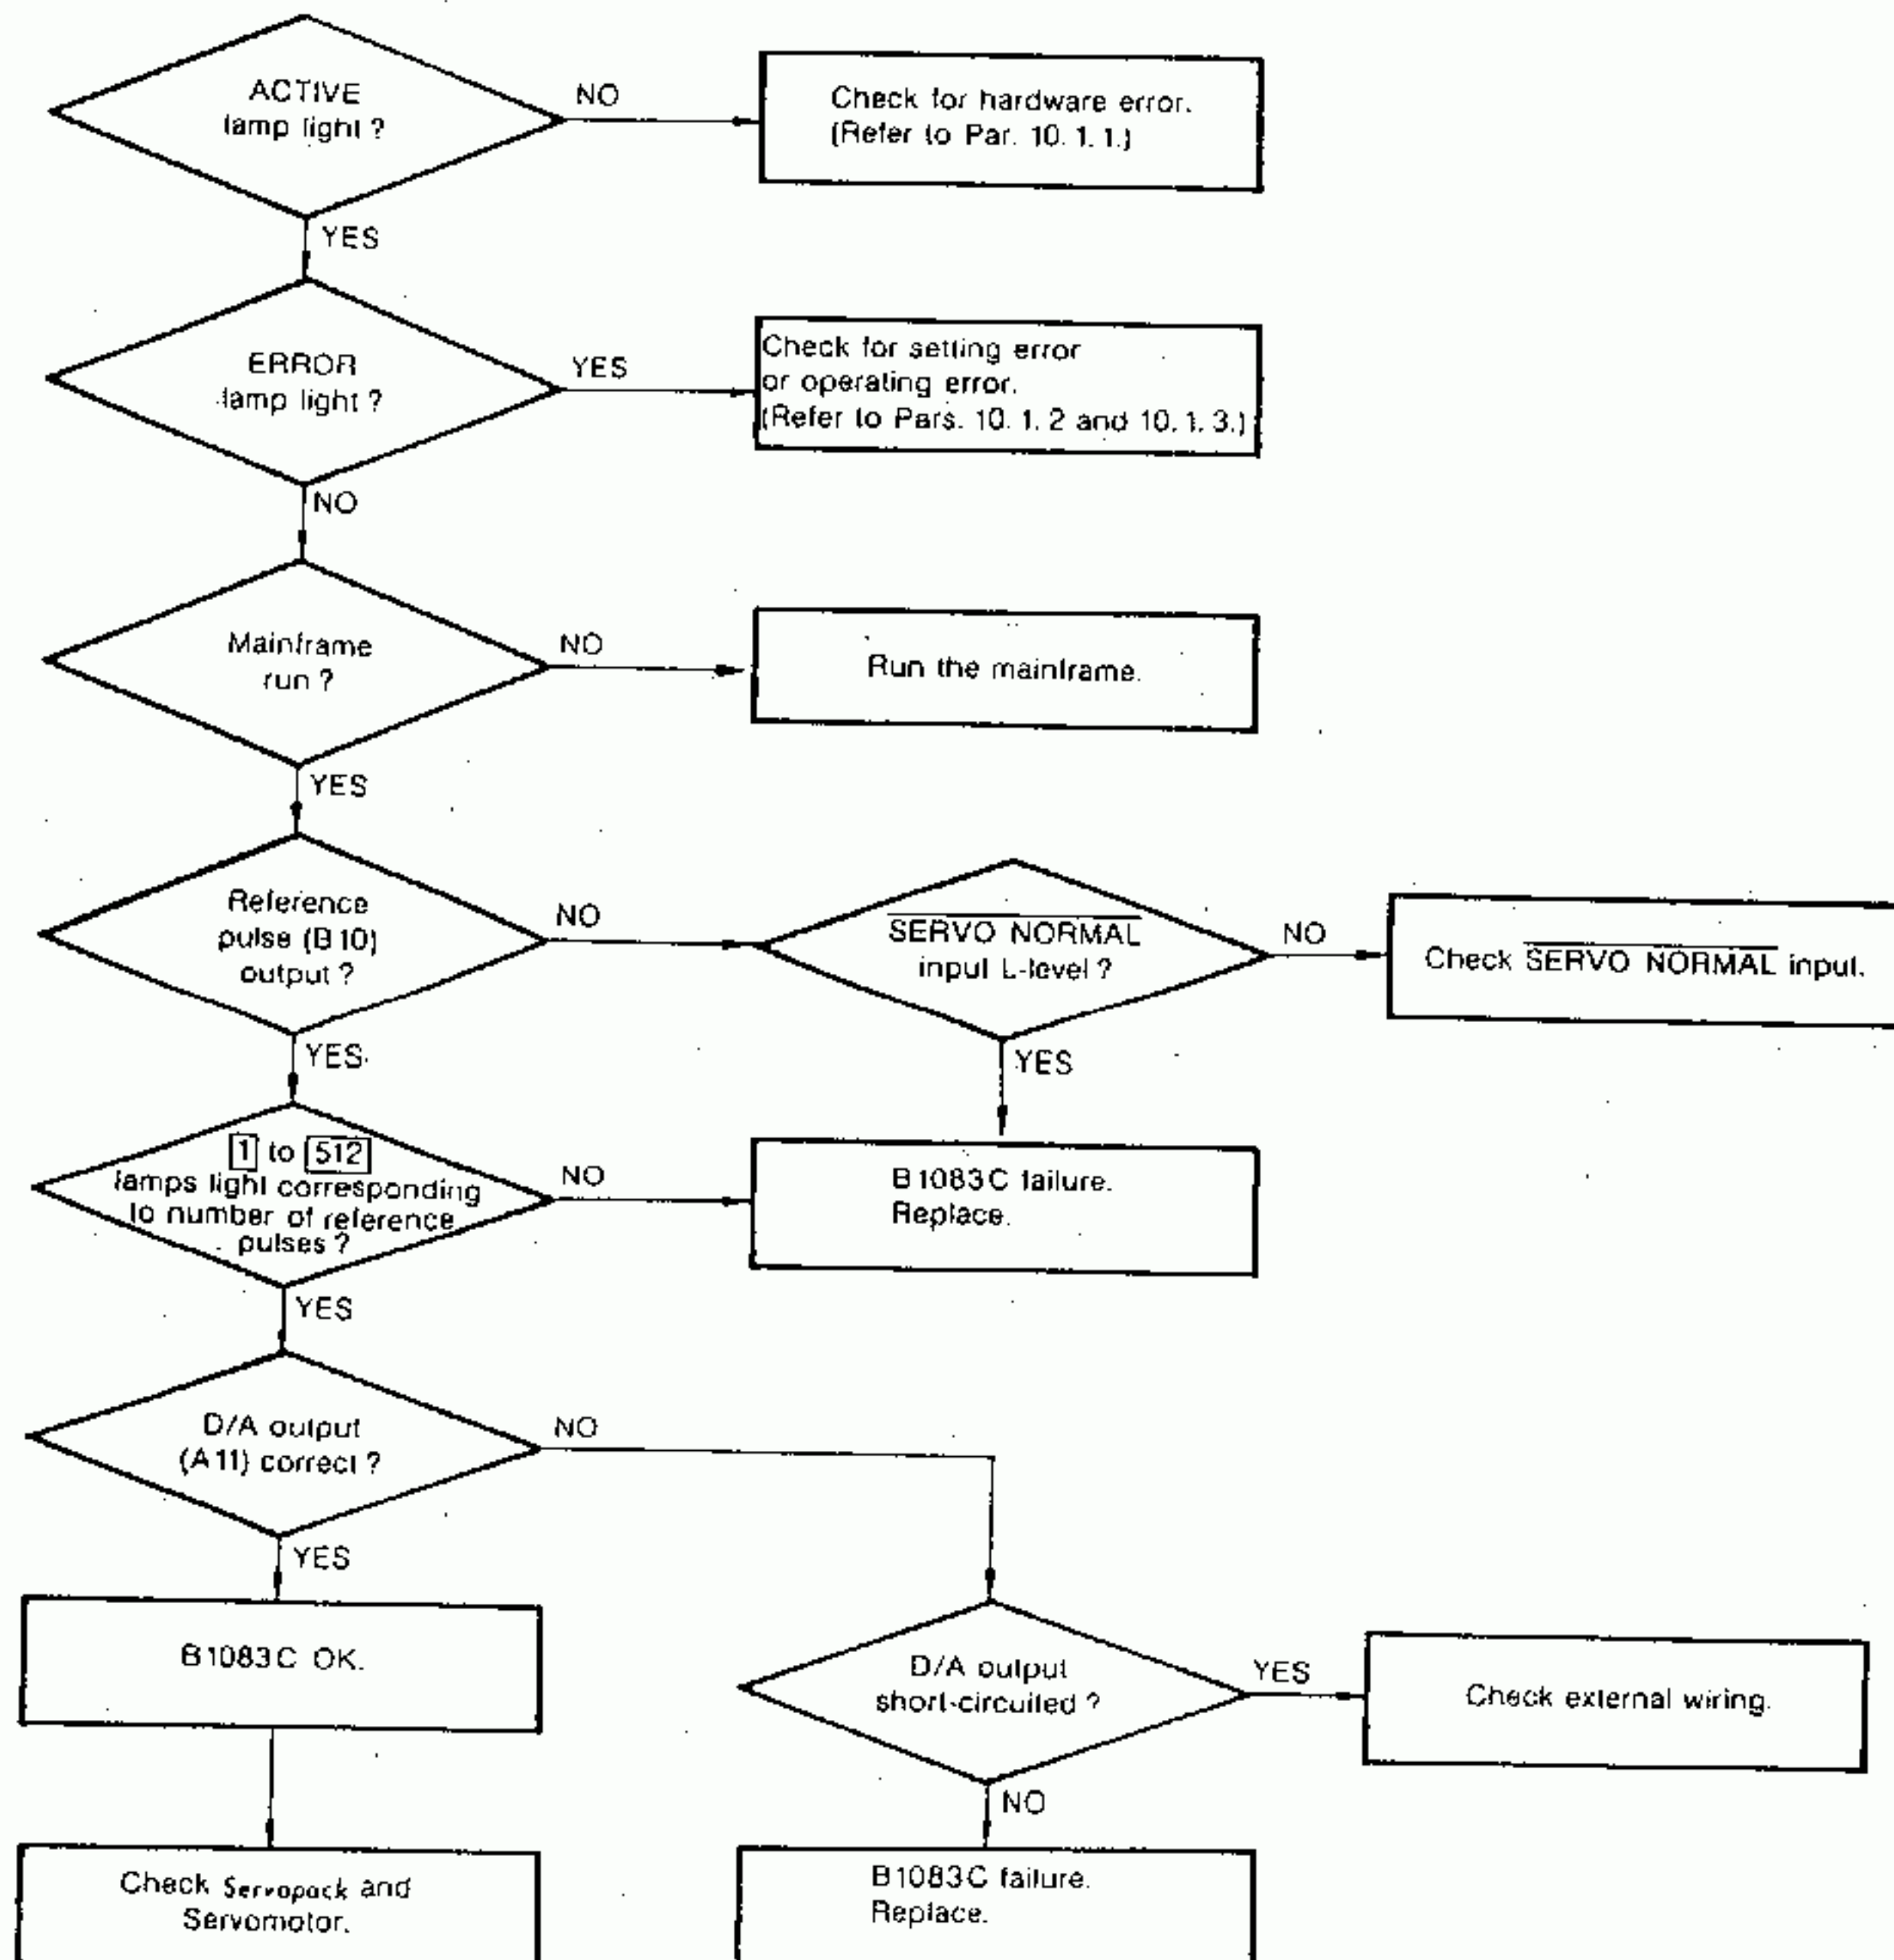 ACTIVE
lamp light ?
NO
Check for hardware error.
(Refer to Par. 10. 1. 1.)
YES
ERROR
lamp light ?
YES
Check for setting error
or operating error.
(Refer to Pars. 10. 1. 2 and 10. 1. 3.)
NO
Mainframe
run ?
NO
Run the mainframe.
YES
Reference
pulse (B10)
output ?
NO
SERVO NORMAL
input L-level ?
NO
Check SERVO NORMAL input.
YES
YES
1 to 512
lamps light corresponding
to number of reference
pulses ?
NO
B1083C failure.
Replace.
YES
D/A output
(A11) correct ?
NO
YES
B1083C OK.
D/A output
short-circuited ?
YES
Check external wiring.
NO
Check Servopack and
Servomotor.
B1083C failure.
Replace.